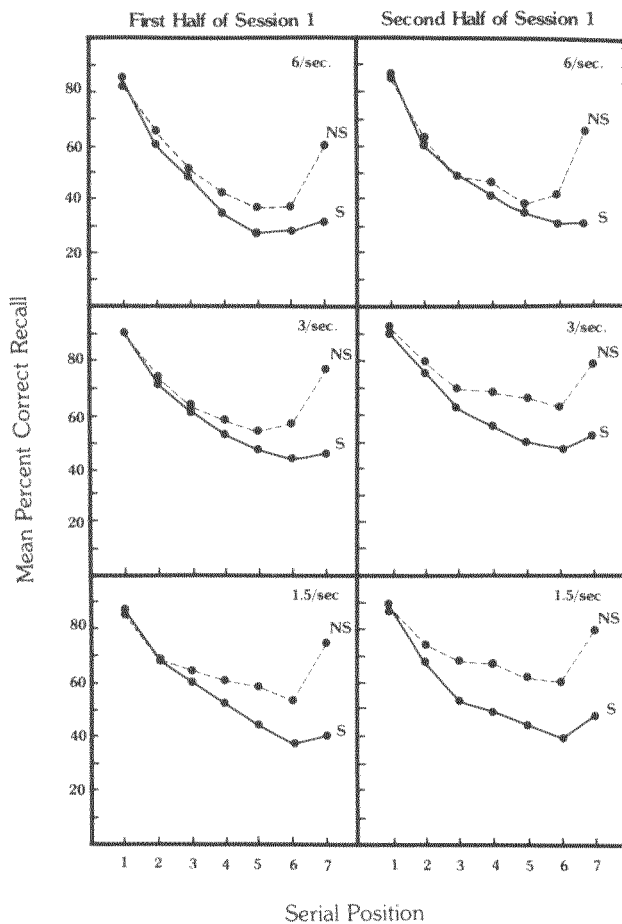 First Half of Session 1
Second Half of Session 1
6/sec.
6/sec.
80
NS
NS
60
40
S
S
20
3/sec.
3/sec.
80
NS
NS
60
S
S
40
20
Mean Percent Correct Recall
1.5/sec
1.5/sec
80
NS
NS
60
S
S
40
20
1 2 3 4 5 6 7
1 2 3 4 5 6 7
Serial Position